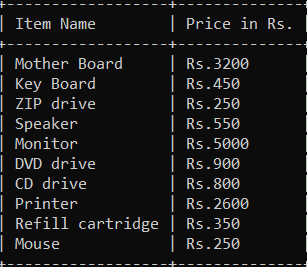 Item Name Price in Rs.
Mother Board Rs.3200
Key Board Rs.450
ZIP drive Rs.250
Speaker Rs.550
Monitor Rs.5000
DVD drive Rs.900
CD drive Rs.800
Printer Rs.2600
Refill cartridge Rs.350
Mouse Rs.250